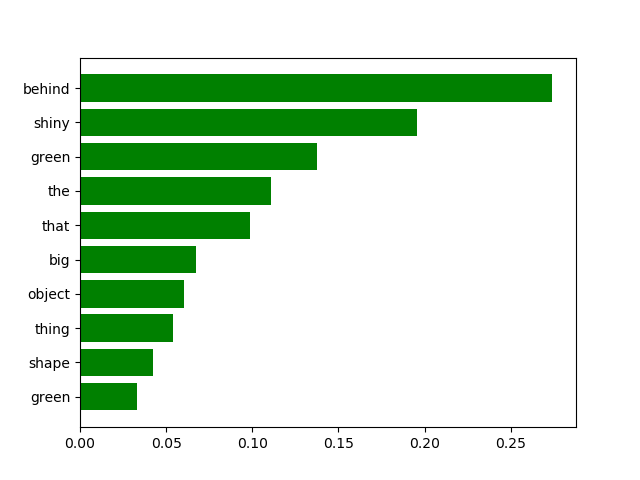 behind
shiny
green
the
that
big
object
thing
shape
green
0.00 0.05 0.10 0.15 0.20 0.25